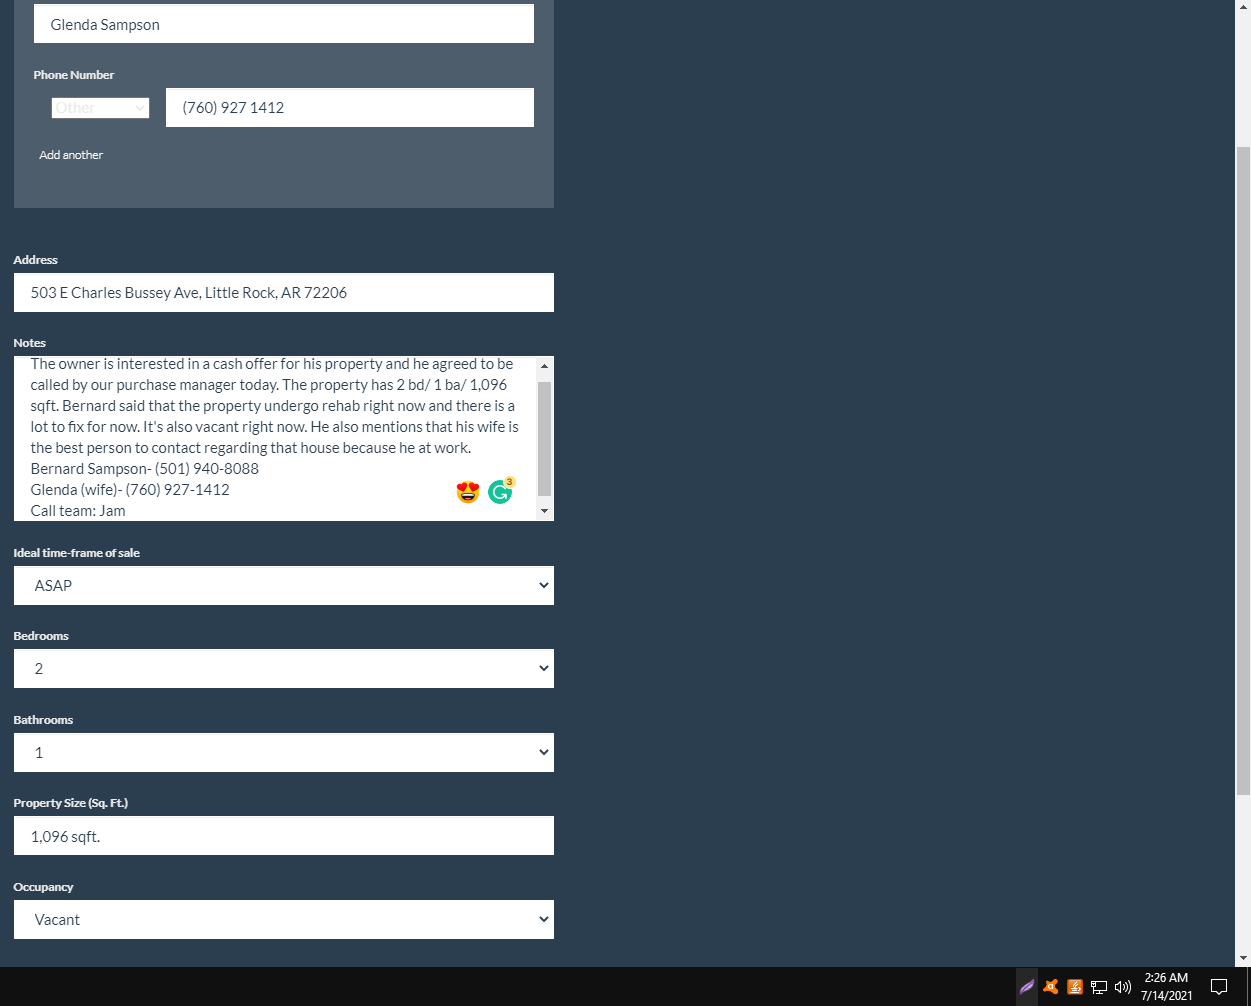 Glenda Sampson
Phone Number
Other
(760) 927 1412
Add another
Address
503 E Charles Bussey Ave, Little Rock, AR 72206
Notes
The owner is interested in a cash offer for his property and he agreed to be
called by our purchase manager today. The property has 2 bd/ 1 ba/ 1,096
sqft. Bernard said that the property undergo rehab right now and there is a
lot to fix for now. It's also vacant right now. He also mentions that his wife is
the best person to contact regarding that house because he at work.
Bernard Sampson- (501) 940-8088
Glenda (wife)- (760) 927-1412
3
Call team: Jam
Ideal time-frame of sale
ASAP
Bedrooms
2
Bathrooms
1
Property Size (Sq. Ft.)
1,096 sqft.
Occupancy
Vacant
2:26 AM
7/14/2021